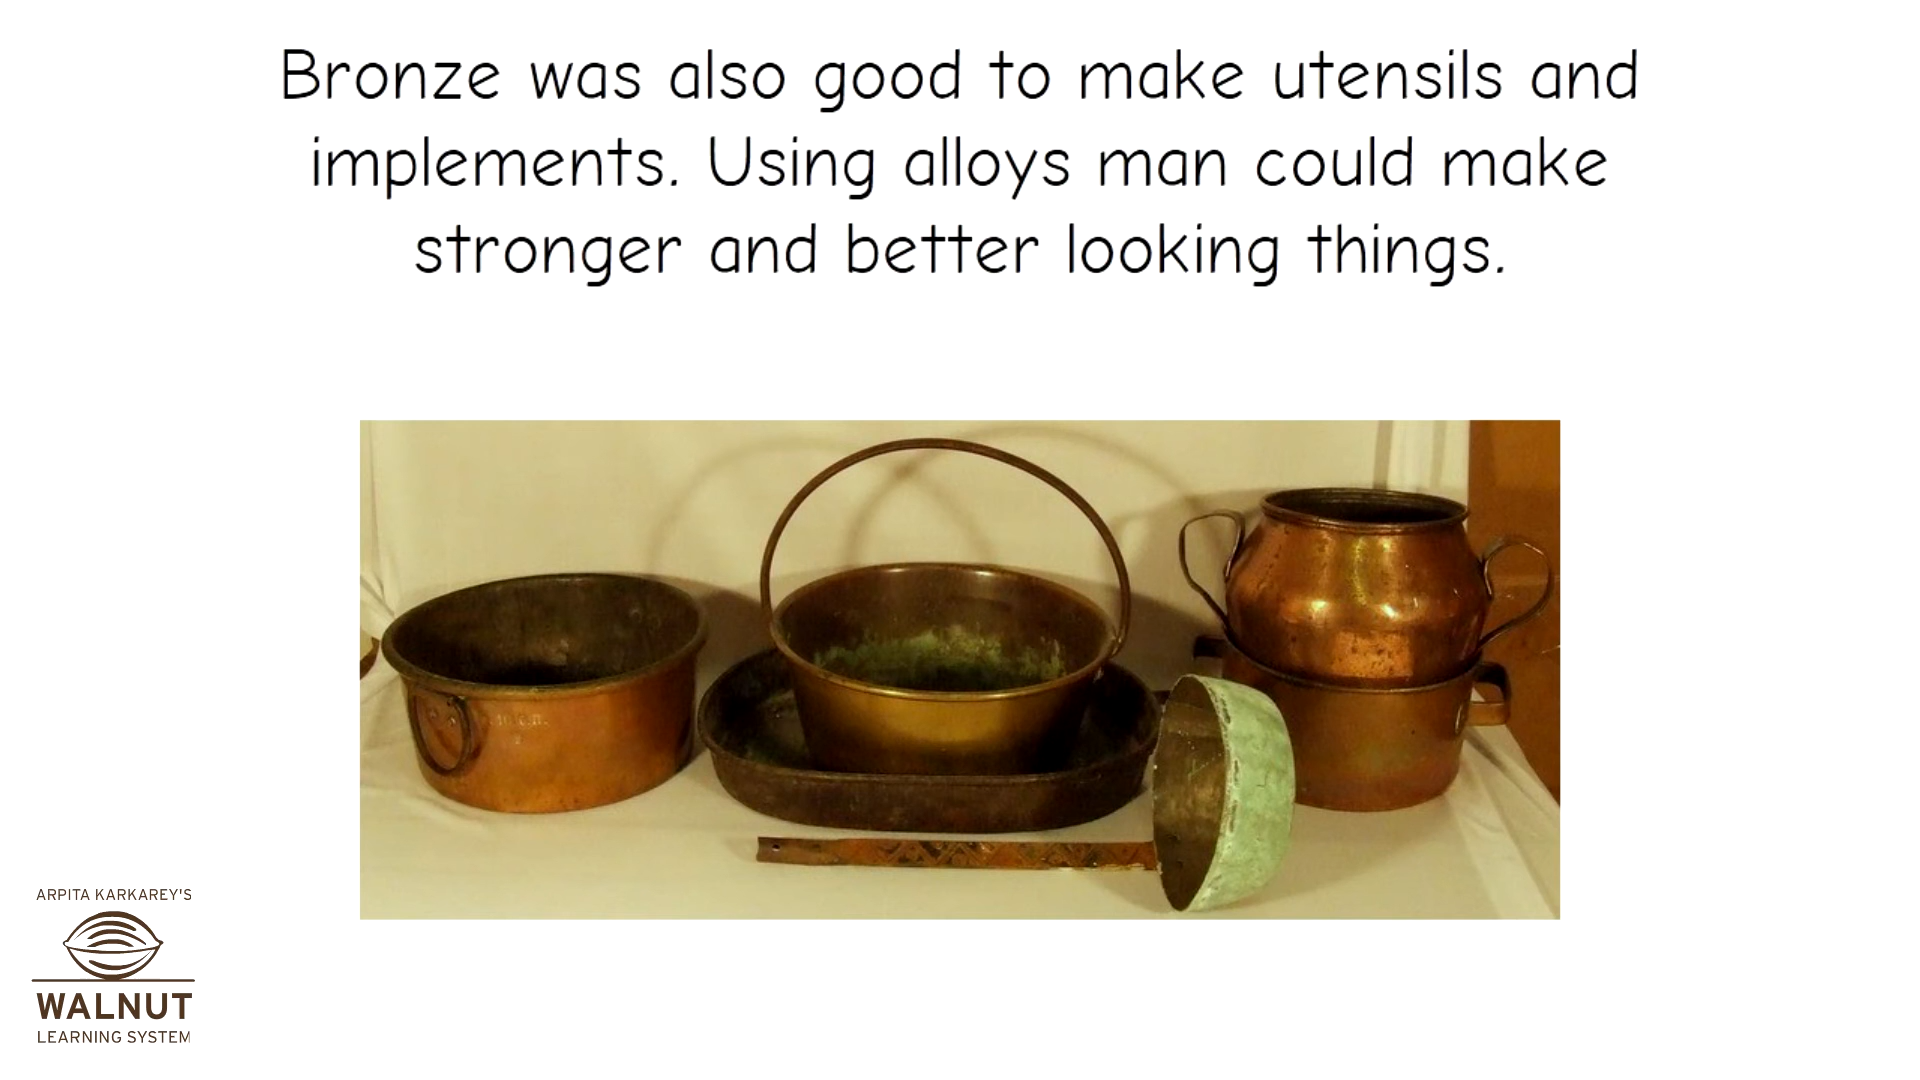 Bronze was also good to make utensils and
implements. Using alloys man could make
stronger and better looking things.
ARPITA KARKAREY'S
WALNUT
LEARNING SYSTEM